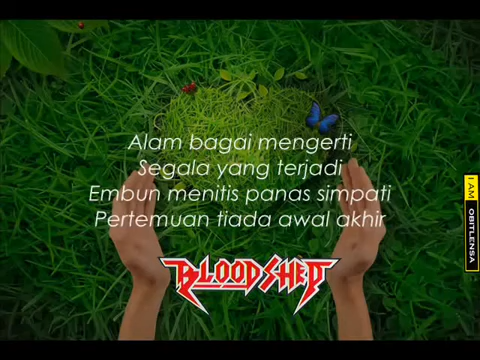 Alam bagai mengerti
Segala yang terjadi
Embun menitis panas simpati
Pertemuan tiada awal akhir
BLOODSHED
I AM OBITLENSA